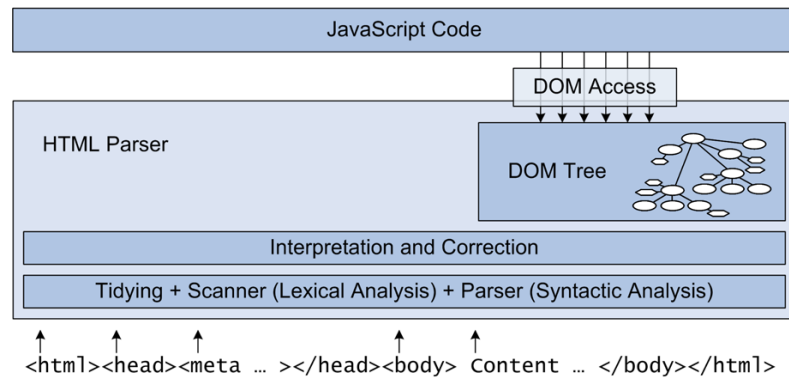 JavaScript Code
DOM Access
HTML Parser
DOM Tree
Interpretation and Correction
Tidying + Scanner (Lexical Analysis) + Parser (Syntactic Analysis)
<html><head><meta … ></head><body> Content … </body></html>